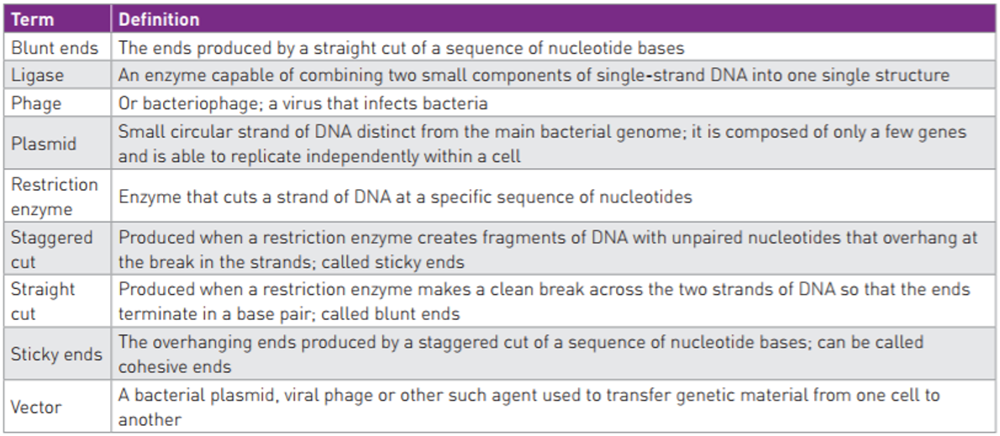 Term Definition
Blunt ends The ends produced by a straight cut of a sequence of nucleotide bases
Ligase An enzyme capable of combining two small components of single-strand DNA into one single structure
Phage Or bacteriophage; a virus that infects bacteria
Plasmid Small circular strand of DNA distinct from the main bacterial genome; it is composed of only a few genes
and is able to replicate independently within a cell
Restriction
enzyme Enzyme that cuts a strand of DNA at a specific sequence of nucleotides
Staggered Produced when a restriction enzyme creates fragments of DNA with unpaired nucleotides that overhang at
cut the break in the strands; called sticky ends
Straight Produced when a restriction enzyme makes a clean break across the two strands of DNA so that the ends
cut terminate in a base pair; called blunt ends
Sticky ends The overhanging ends produced by a staggered cut of a sequence of nucleotide bases; can be called
cohesive ends
Vector A bacterial plasmid, viral phage or other such agent used to transfer genetic material from one cell to
another